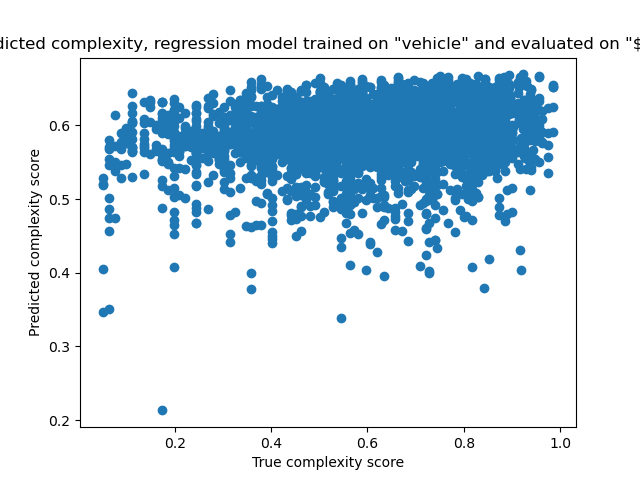 dicted complexity, regression model trained on "vehicle" and evaluated on "$
Predicted complexity score
0.6
0.5
0.4
0.3
0.2
0.2 0.4 0.6 0.8 1.0
True complexity score